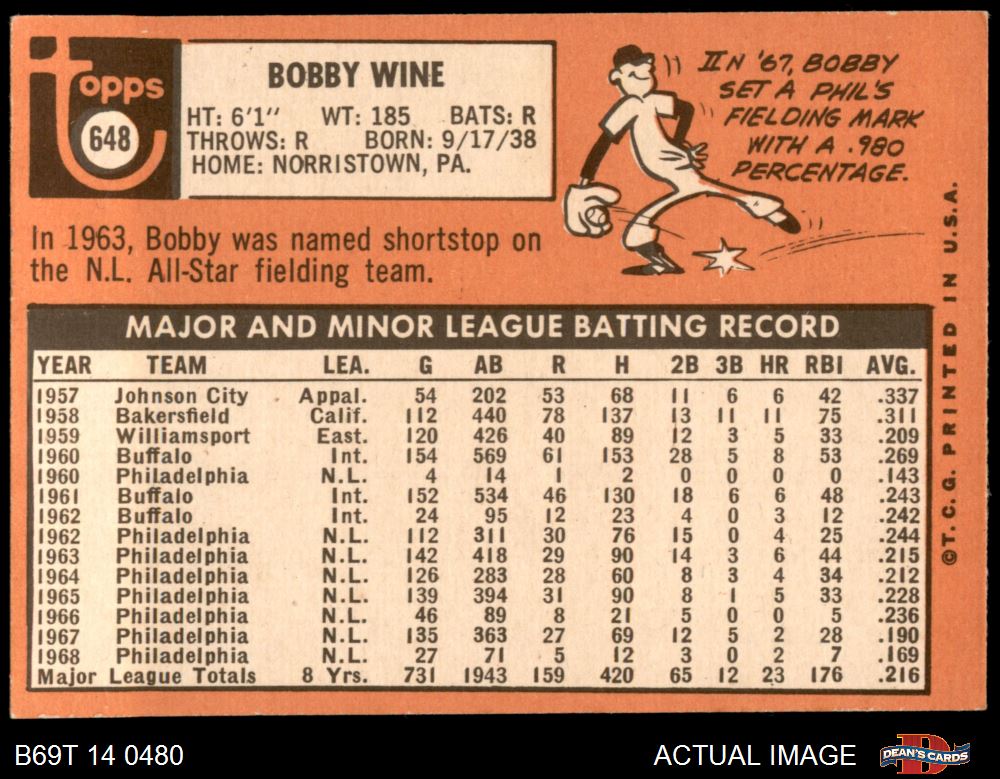 topps
648
BOBBY WINE
HT: 6'1" WT: 185 BATS: R
THROWS: R BORN: 9/17/38
HOME: NORRISTOWN, PA.
IN '67, BOBBY
SET A PHIL'S
FIELDING MARK
WITH A .980
PERCENTAGE.
In 1963, Bobby was named shortstop on
the N.L. All-Star fielding team.
MAJOR AND MINOR LEAGUE BATTING RECORD
YEAR TEAM LEA. G AB R H 2B 3B HR RBI AVG.
1957 Johnson City Appal. 54 202 53 68 11 6 6 42 .337
1958 Bakersfield Calif. 112 440 78 137 13 11 11 75 .311
1959 Williamsport East. 120 426 40 89 12 3 5 33 .209
1960 Buffalo Int. 154 569 61 153 28 5 8 53 .269
1960 Philadelphia N.L. 4 14 1 2 0 0 0 0 .143
1961 Buffalo Int. 152 534 46 130 18 6 6 48 .243
1962 Buffalo Int. 24 95 12 23 4 0 3 12 .242
1962 Philadelphia N.L. 112 311 30 76 15 0 4 25 .244
1963 Philadelphia N.L. 142 418 29 90 14 3 6 44 .215
1964 Philadelphia N.L. 126 283 28 60 8 3 4 34 .212
1965 Philadelphia N.L. 139 394 31 90 8 1 5 33 .228
1966 Philadelphia N.L. 46 89 8 21 5 0 0 5 .236
1967 Philadelphia N.L. 135 363 27 69 12 5 2 28 .190
1968 Philadelphia N.L. 27 71 5 12 3 0 2 7 .169
Major League Totals 8 Yrs. 731 1943 159 420 65 12 23 176 .216
©T.C.G. PRINTED IN U.S.A.
B69T 14 0480
ACTUAL IMAGE
DEAN'S CARDS